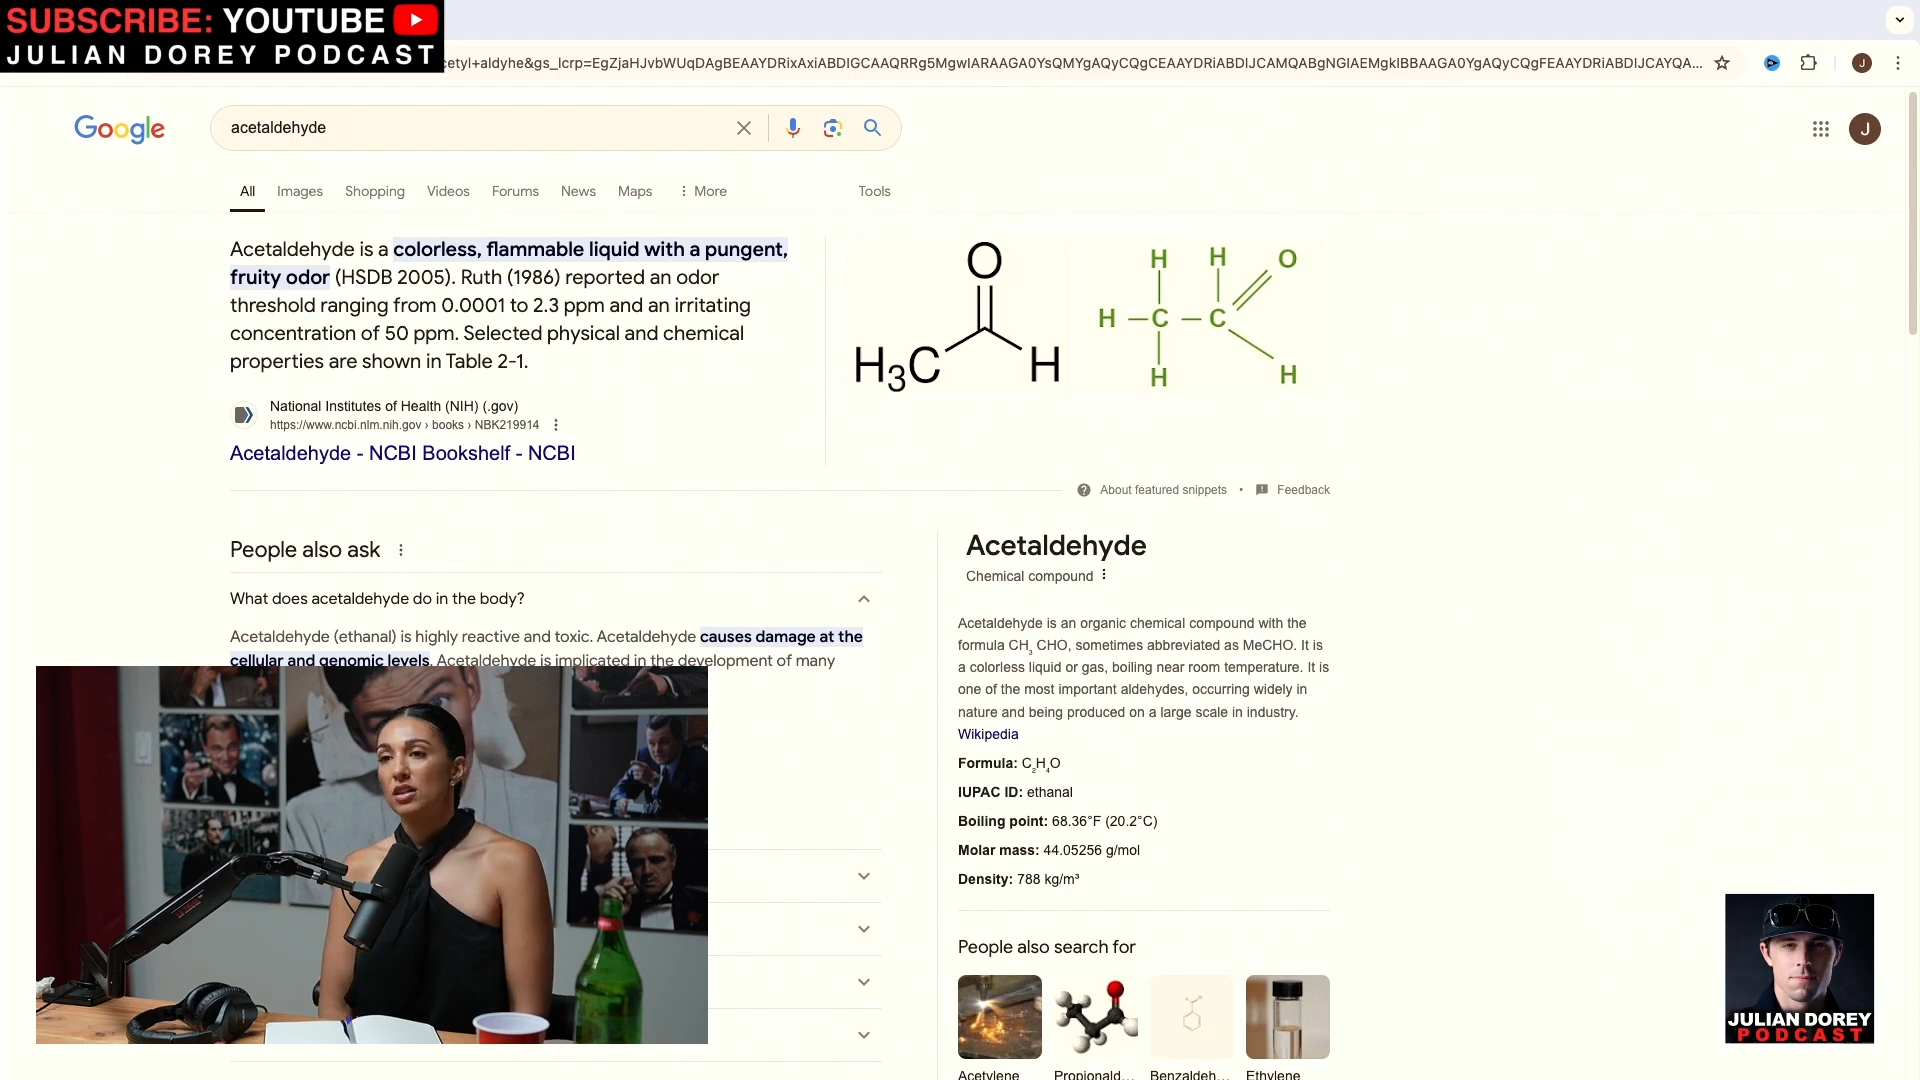 SUBSCRIBE: YOUTUBE
JULIAN DOREY PODCAST
cetyl+aldyhe&gs_lcrp=EgZjaHJvbWUqDAgBEAAYDRixAxiABDIGCAAQRRg5MgwIARAAGA0YsQMYgAQyCQgCEAAYDRiABDIJCAMQABgNGIAEMgkIBBAAGA0YgAQyCQgFEAAYDRiABDIJCAYQA...
J
Google
acetaldehyde
J
All Images Shopping Videos Forums News Maps More Tools
Acetaldehyde is a colorless, flammable liquid with a pungent,
fruity odor (HSDB 2005). Ruth (1986) reported an odor
threshold ranging from 0.0001 to 2.3 ppm and an irritating
concentration of 50 ppm. Selected physical and chemical
properties are shown in Table 2-1.
O
H₃C H
H H O
H C C
H H
National Institutes of Health (NIH) (.gov)
https://www.ncbi.nlm.nih.gov › books › NBK219914
Acetaldehyde - NCBI Bookshelf - NCBI
About featured snippets • Feedback
People also ask
What does acetaldehyde do in the body?
Acetaldehyde (ethanal) is highly reactive and toxic. Acetaldehyde causes damage at the
cellular and genomic levels. Acetaldehyde is implicated in the development of many
Acetaldehyde
Chemical compound
Acetaldehyde is an organic chemical compound with the
formula CH₃ CHO, sometimes abbreviated as MeCHO. It is
a colorless liquid or gas, boiling near room temperature. It is
one of the most important aldehydes, occurring widely in
nature and being produced on a large scale in industry.
Wikipedia
Formula: C₂H₄O
IUPAC ID: ethanal
Boiling point: 68.36°F (20.2°C)
Molar mass: 44.05256 g/mol
Density: 788 kg/m³
People also search for
Acetylene Propionald... Benzaldeh... Ethylene
JULIAN DOREY
PODCAST